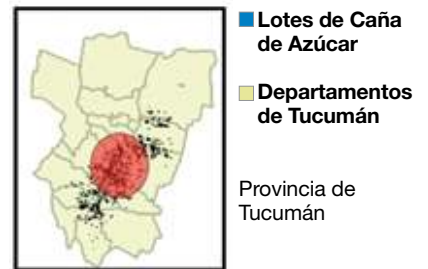 Lotes de Caña
de Azúcar
Departamentos
de Tucumán
Provincia de
Tucumán